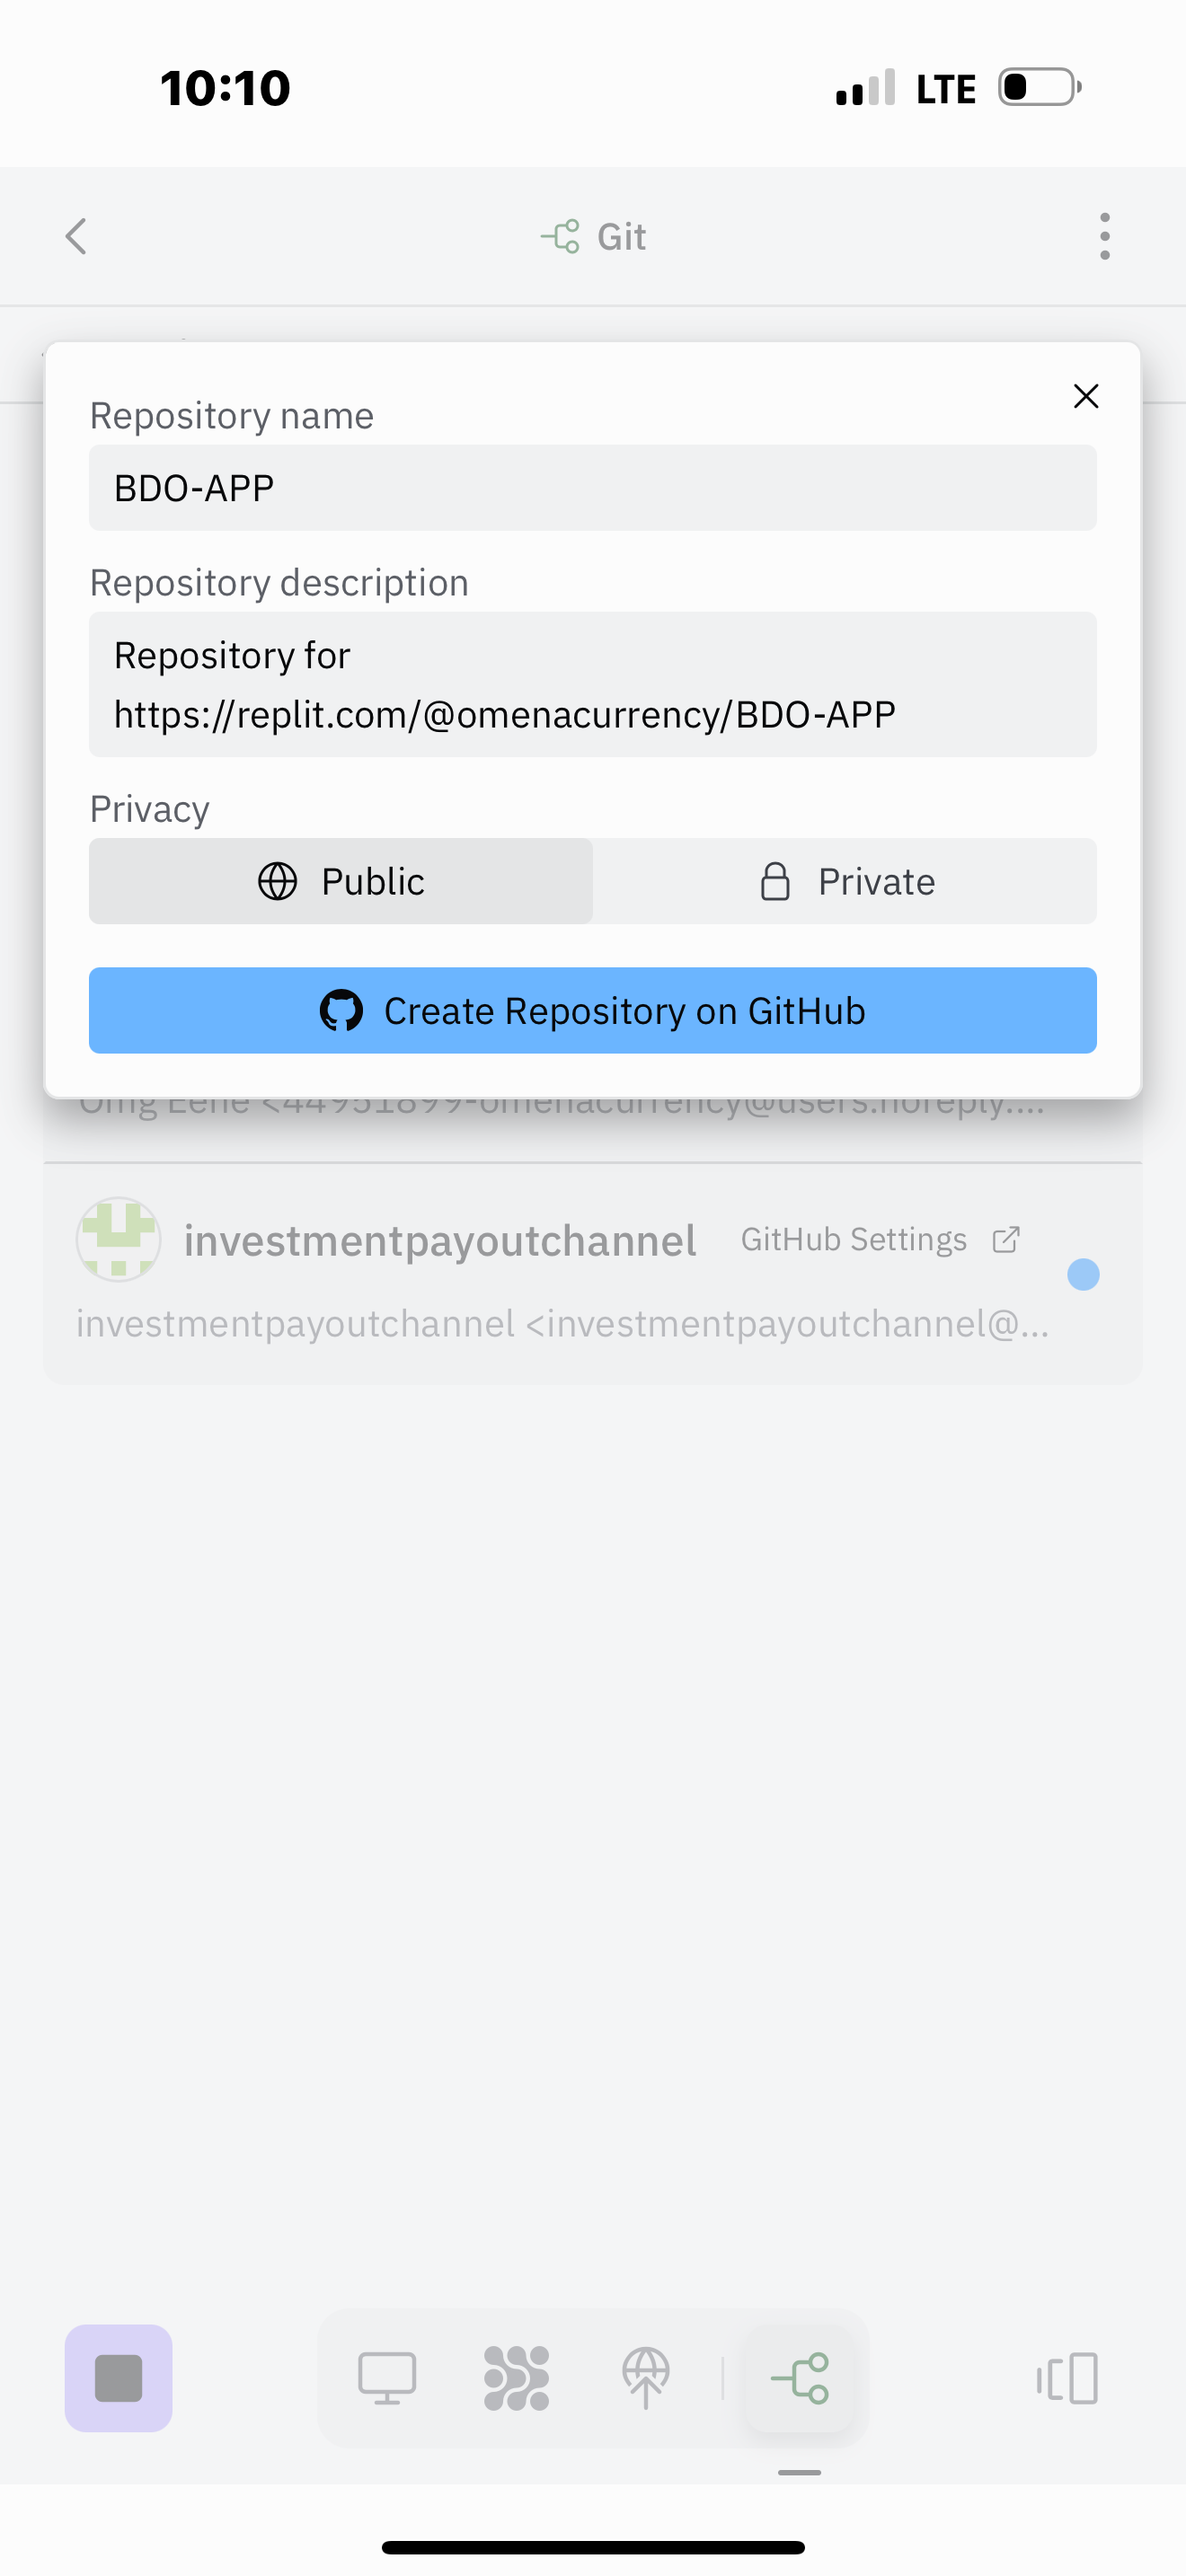 10:10
LTE
Git
Repository name
BDO-APP
Repository description
Repository for
https://replit.com/@omenacurrency/BDO-APP
Privacy
Public
Private
Create Repository on GitHub
Omg Eene <44951899-omenacurrency@users.noreply....
investmentpayoutchannel
GitHub Settings
investmentpayoutchannel <investmentpayoutchannel@...